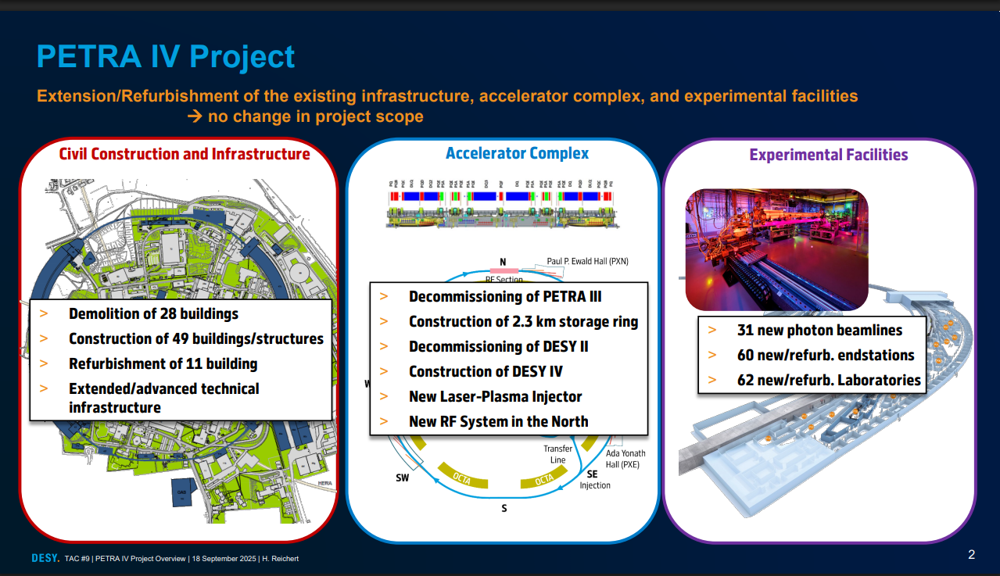 PETRA IV Project
Extension/Refurbishment of the existing infrastructure, accelerator complex, and experimental facilities
→ no change in project scope
Civil Construction and Infrastructure
HERA
> Demolition of 28 buildings
> Construction of 49 buildings/structures
> Refurbishment of 11 building
> Extended/advanced technical
infrastructure
Accelerator Complex
N
Paul P. Ewald Hall (PXN)
RF Section
> Decommissioning of PETRA III
> Construction of 2.3 km storage ring
> Decommissioning of DESY II
> Construction of DESY IV
> New Laser-Plasma Injector
> New RF System in the North
Transfer
Line
Ada Yonath
Hall (PXE)
SW
OCTA
OCTA
SE
Injection
S
Experimental Facilities
> 31 new photon beamlines
> 60 new/refurb. endstations
> 62 new/refurb. Laboratories
DESY. TAC #9 | PETRA IV Project Overview | 18 September 2025 | H. Reichert
2